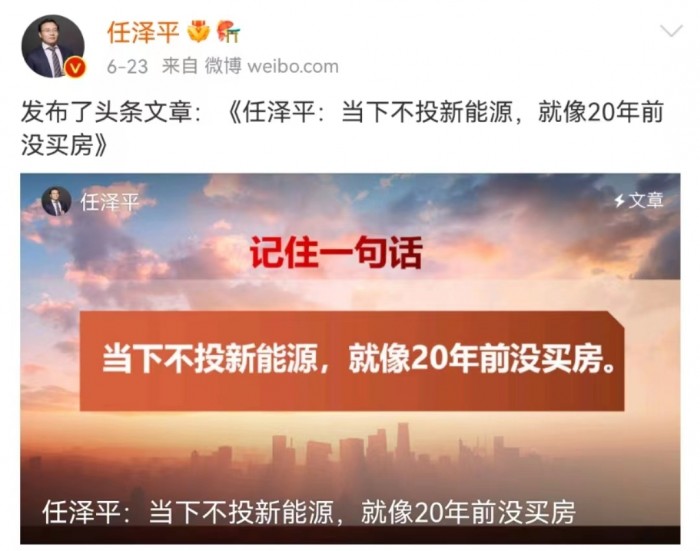 任泽平
6-23 来自 微博 weibo.com
发布了头条文章：《任泽平：当下不投新能源，就像20年前
没买房》
任泽平
文章
记住一句话
当下不投新能源，就像20年前没买房。
任泽平：当下不投新能源，就像20年前没买房